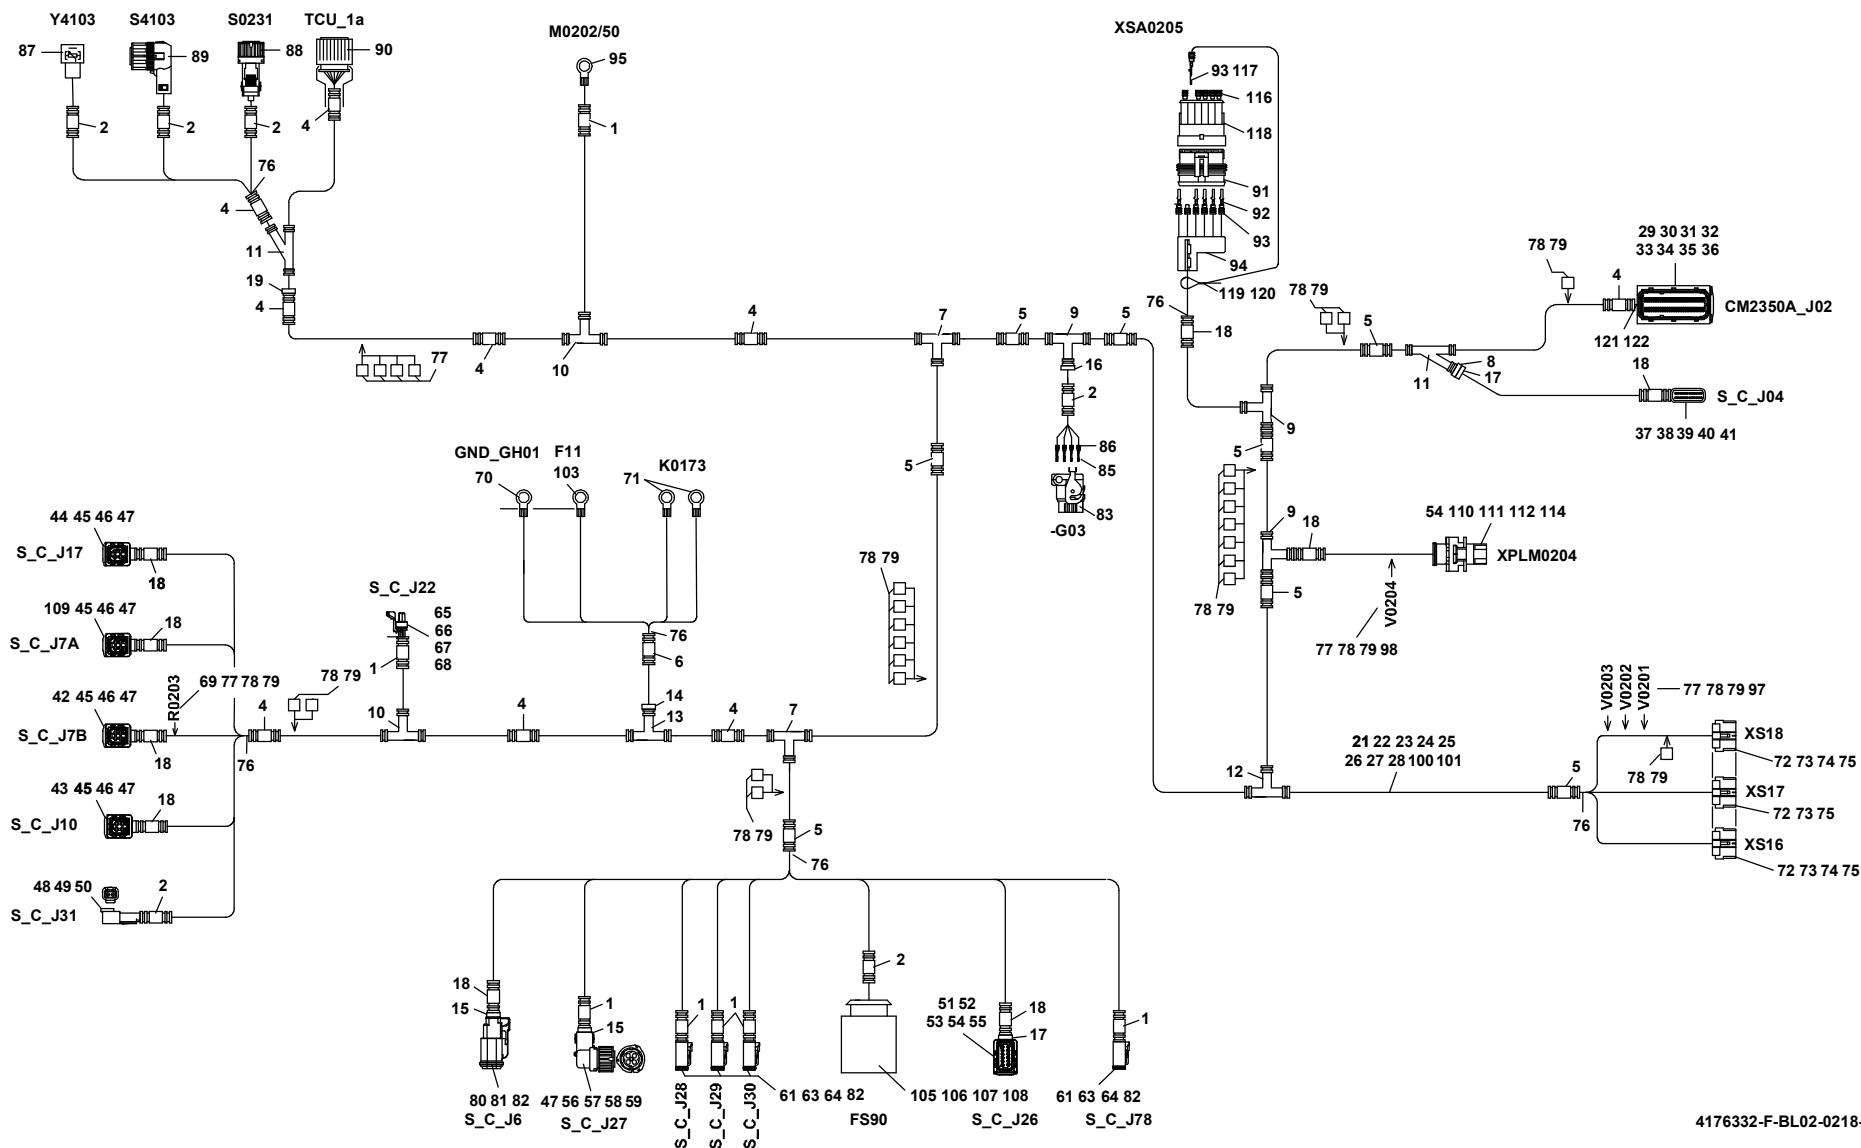 Y4103 S4103 S0231 TCU_1a
87 89 88 90
2 2 2 4
76
4
11
19
4
M0202/50
95
1
XSA0205
93 117
116
118
91
92
93
94
119 120
76
18
78 79
29 30 31 32
33 34 35 36
4
CM2350A_J02
121 122
78 79
5
8
17
11
18
S_C_J04
37 38 39 40 41
77
4
10
4
7
5
9
5
16
2
86
85
83
-G03
5
9
5
78 79
9
18
54 110 111 112 114
XPLM0204
5
V0204
77 78 79 98
GND_GH01
70
F11
103
K0173
71
76
6
14
13
78 79
44 45 46 47
S_C_J17
18
109 45 46 47
18
S_C_J7A
42 45 46 47
R0203
69 77 78 79
S_C_J7B
18
4
76
78 79
43 45 46 47
18
S_C_J10
48 49 50
2
S_C_J31
S_C_J22
65
66
67
68
1
10
4
4
7
78 79
5
76
12
21 22 23 24 25
26 27 28 100 101
5
76
V0203 V0202 V0201
77 78 79 97
78 79
XS18
72 73 74 75
XS17
72 73 75
XS16
72 73 74 75
18
15
80 81 82
S_C_J6
1
15
47 56 57 58 59
S_C_J27
1
1
S_C_J28
S_C_J29
S_C_J30
61 63 64 82
2
105 106 107 108
FS90
51 52
53 54 55
18
17
S_C_J26
1
61 63 64 82
S_C_J78
4176332-F-BL02-0218-